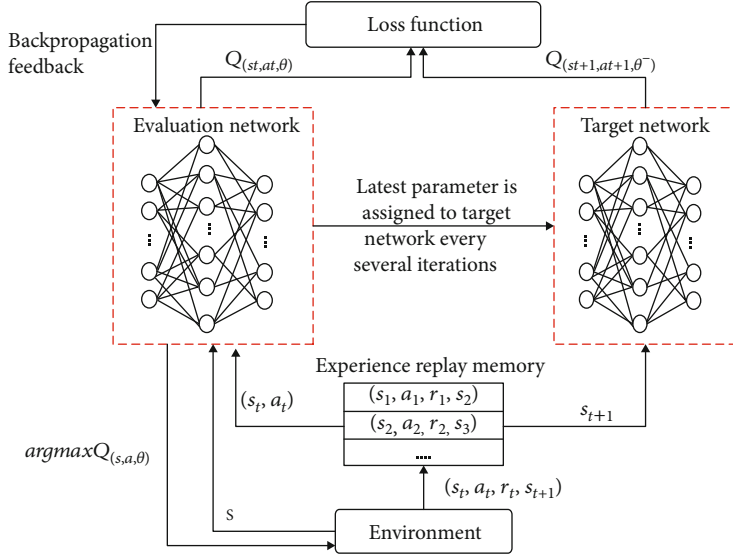 Loss function
Backpropagation
feedback
Q(st,at,θ)
Q(st+1,at+1,θ⁻)
Evaluation network
Target network
Latest parameter is
assigned to target
network every
several iterations
Experience replay memory
(s₁, a₁, r₁, s₂)
(s₂, a₂, r₂, s₃)
....
(sₜ, aₜ)
sₜ₊₁
argmaxQ(s,a,θ)
(sₜ, aₜ, rₜ, sₜ₊₁)
S
Environment